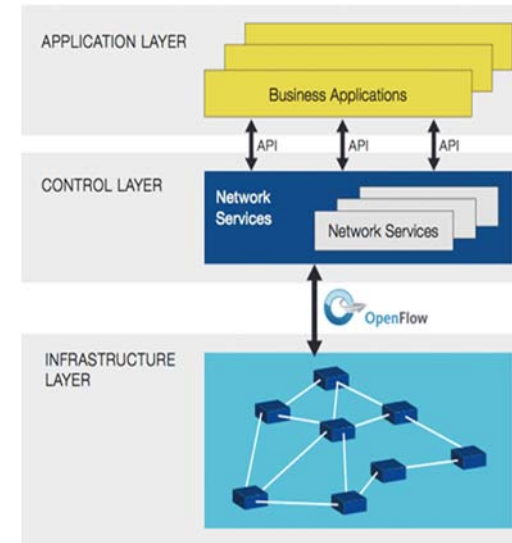 APPLICATION LAYER
Business Applications
API
API
API
CONTROL LAYER
Network
Services
Network Services
OpenFlow
INFRASTRUCTURE
LAYER